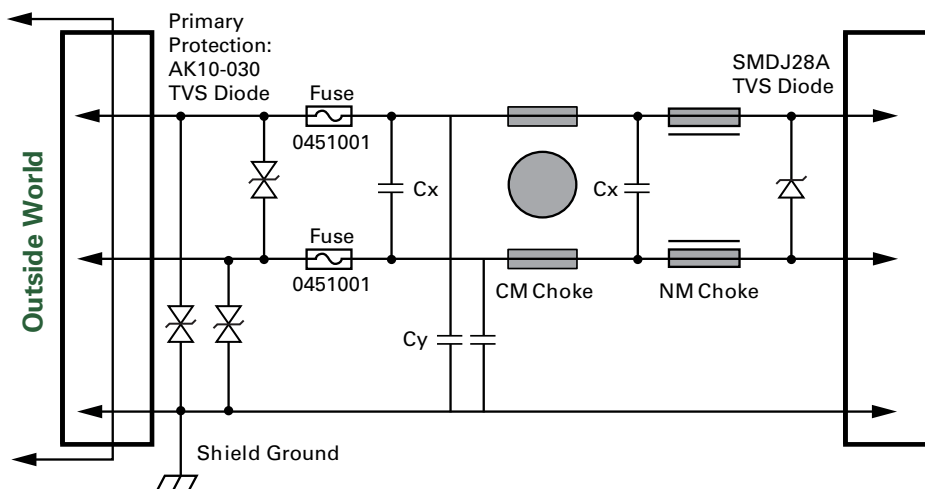 Primary
Protection:
AK10-030
TVS Diode
SMDJ28A
TVS Diode
Fuse
0451001
Cx
Cx
Outside World
Fuse
0451001
CM Choke
NM Choke
Cy
Shield Ground